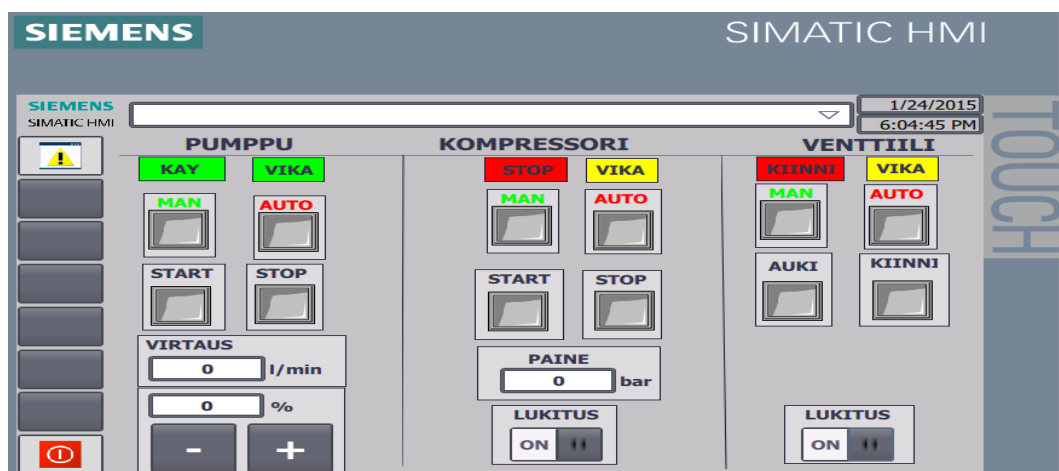 SIEMENS
SIMATIC HMI
TOUCH
SIEMENS
SIMATIC HMI
1/24/2015
6:04:45 PM
PUMPPU
KAY VIKA
MAN AUTO
START STOP
VIRTAUS
0 l/min
0 %
- +
KOMPRESSORI
STOP VIKA
MAN AUTO
START STOP
PAINE
0 bar
LUKITUS
ON
VENTTIILI
KIINNI VIKA
MAN AUTO
AUKI KIINNI
LUKITUS
ON